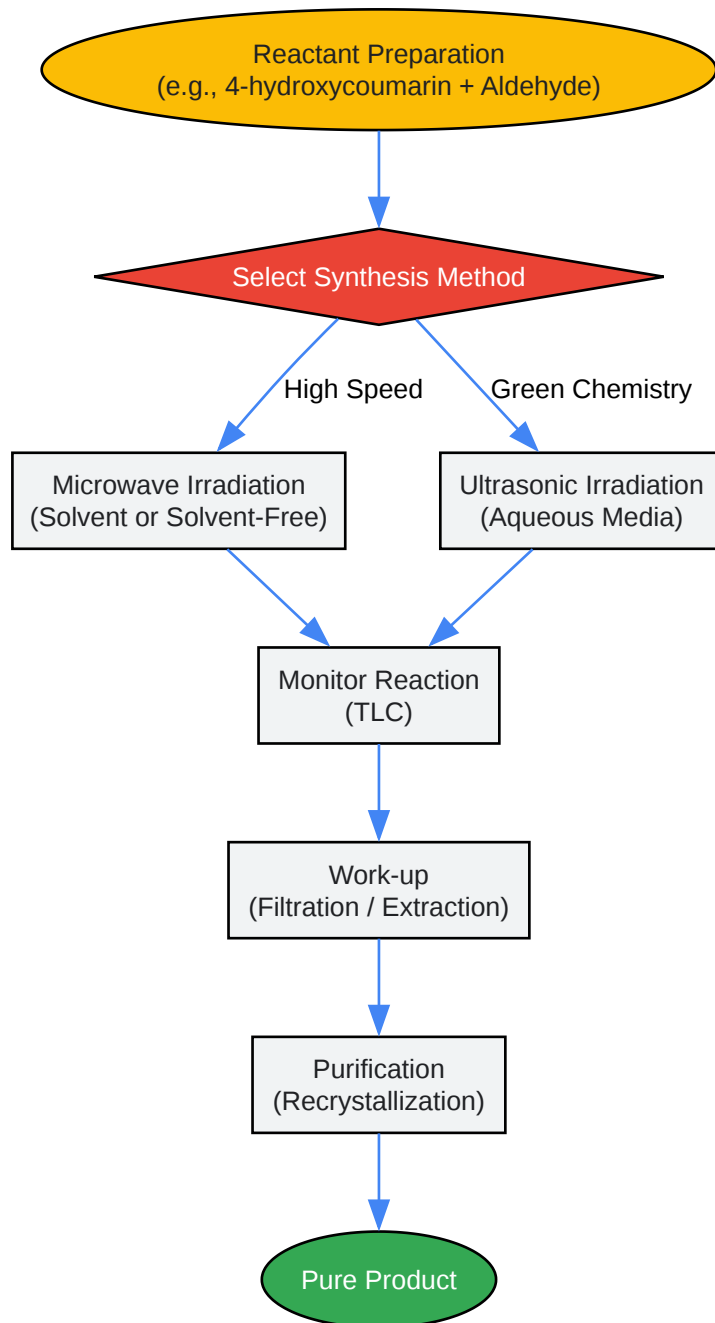 Reactant Preparation
(e.g., 4-hydroxycoumarin + Aldehyde)
Select Synthesis Method
High Speed
Green Chemistry
Microwave Irradiation
(Solvent or Solvent-Free)
Ultrasonic Irradiation
(Aqueous Media)
Monitor Reaction
(TLC)
Work-up
(Filtration / Extraction)
Purification
(Recrystallization)
Pure Product